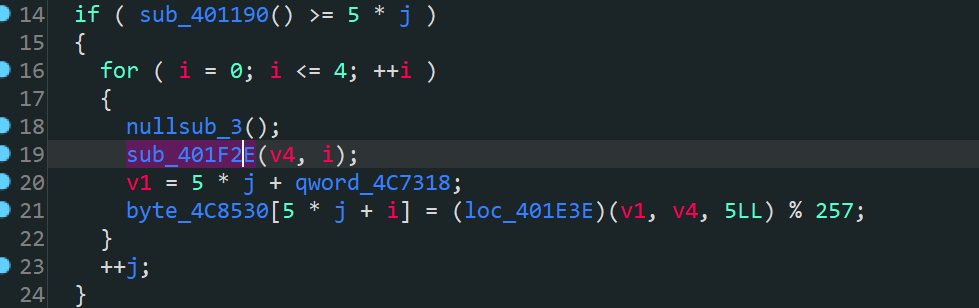 14 if ( sub_401190() >= 5 * j )
15 {
16 for ( i = 0; i <= 4; ++i )
17 {
18 nullsub_3();
19 sub_401F2E(v4, i);
20 v1 = 5 * j + qword_4C7318;
21 byte_4C8530[5 * j + i] = (loc_401E3E)(v1, v4, 5LL) % 257;
22 }
23 ++j;
24 }